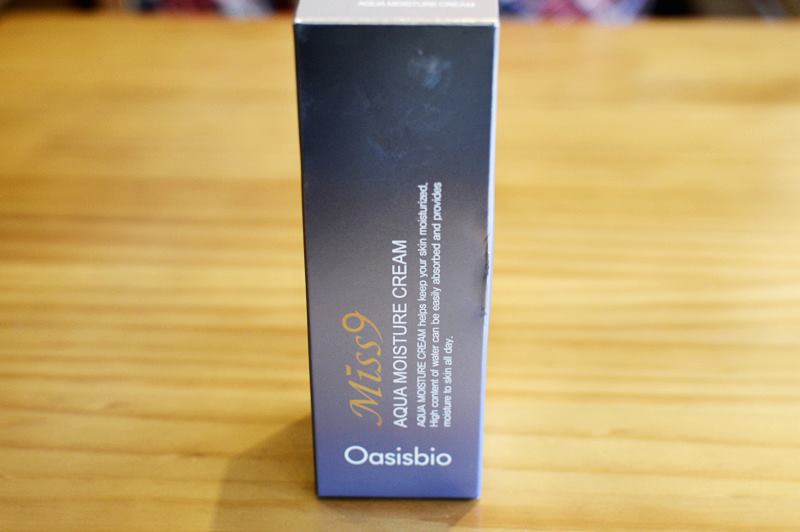 AQUA MOISTURE CREAM
Miss9
AQUA MOISTURE CREAM
AQUA MOISTURE CREAM helps keep your skin moisturized.
High content of water can be easily absorbed and provides
moisture to skin all day.
Oasisbio